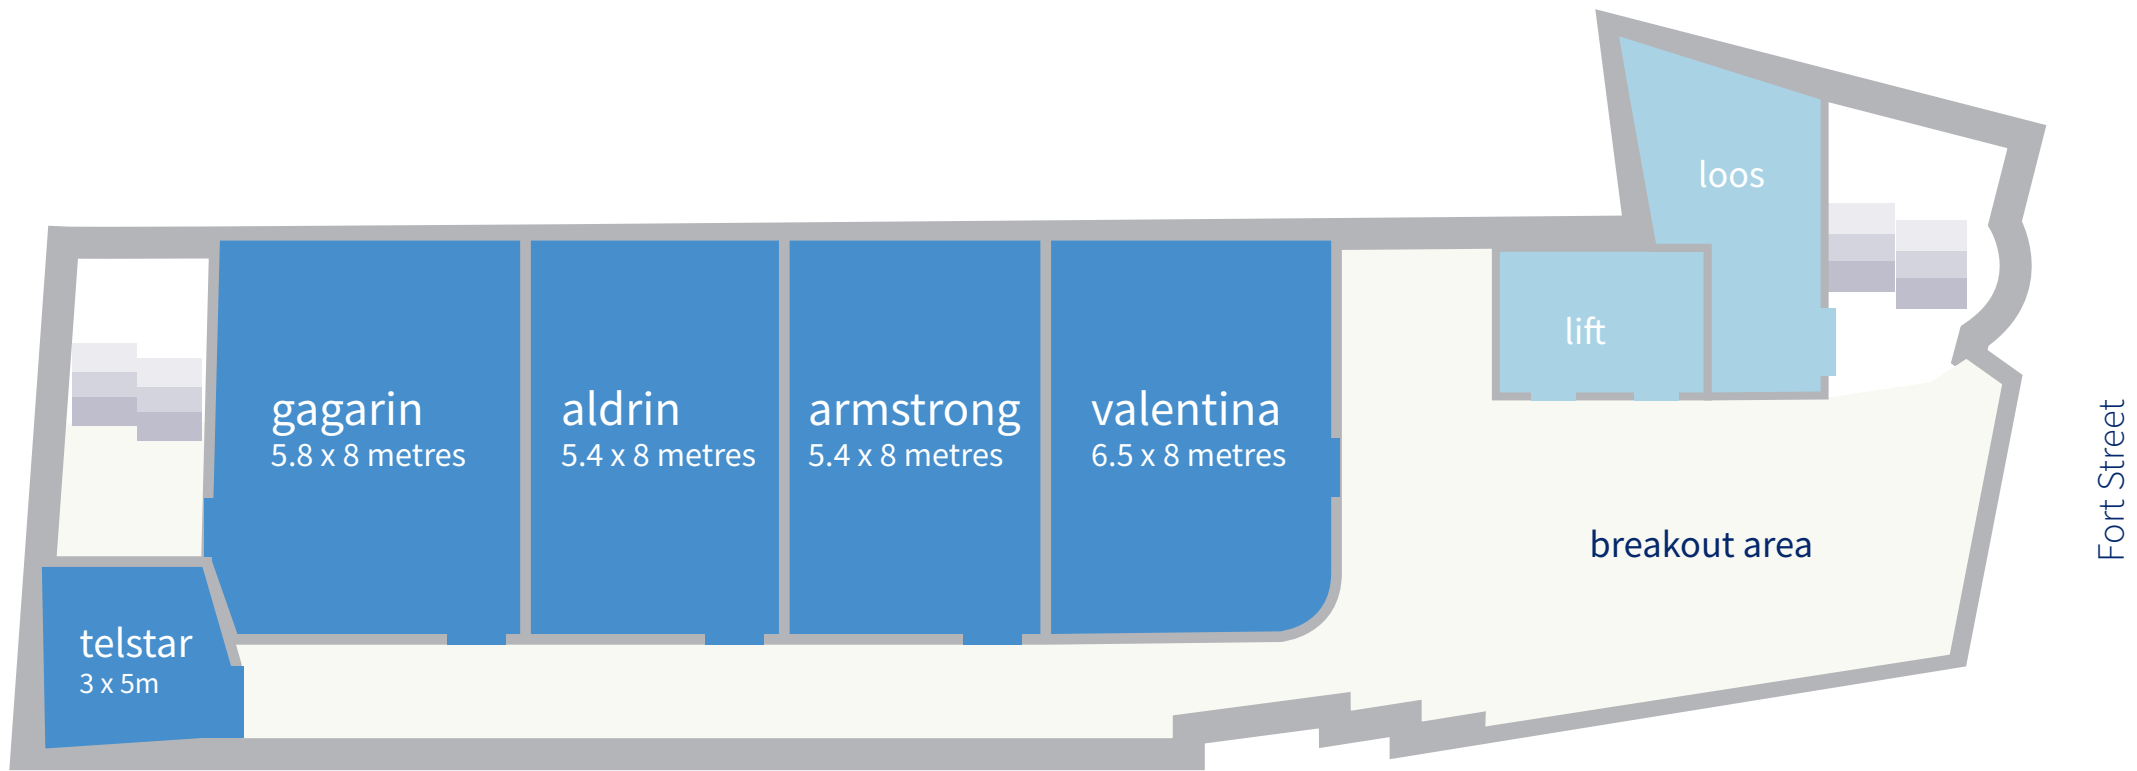 loos
lift
gagarin
5.8 x 8 metres
aldrin
5.4 x 8 metres
armstrong
5.4 x 8 metres
valentina
6.5 x 8 metres
breakout area
Fort Street
telstar
3 x 5m